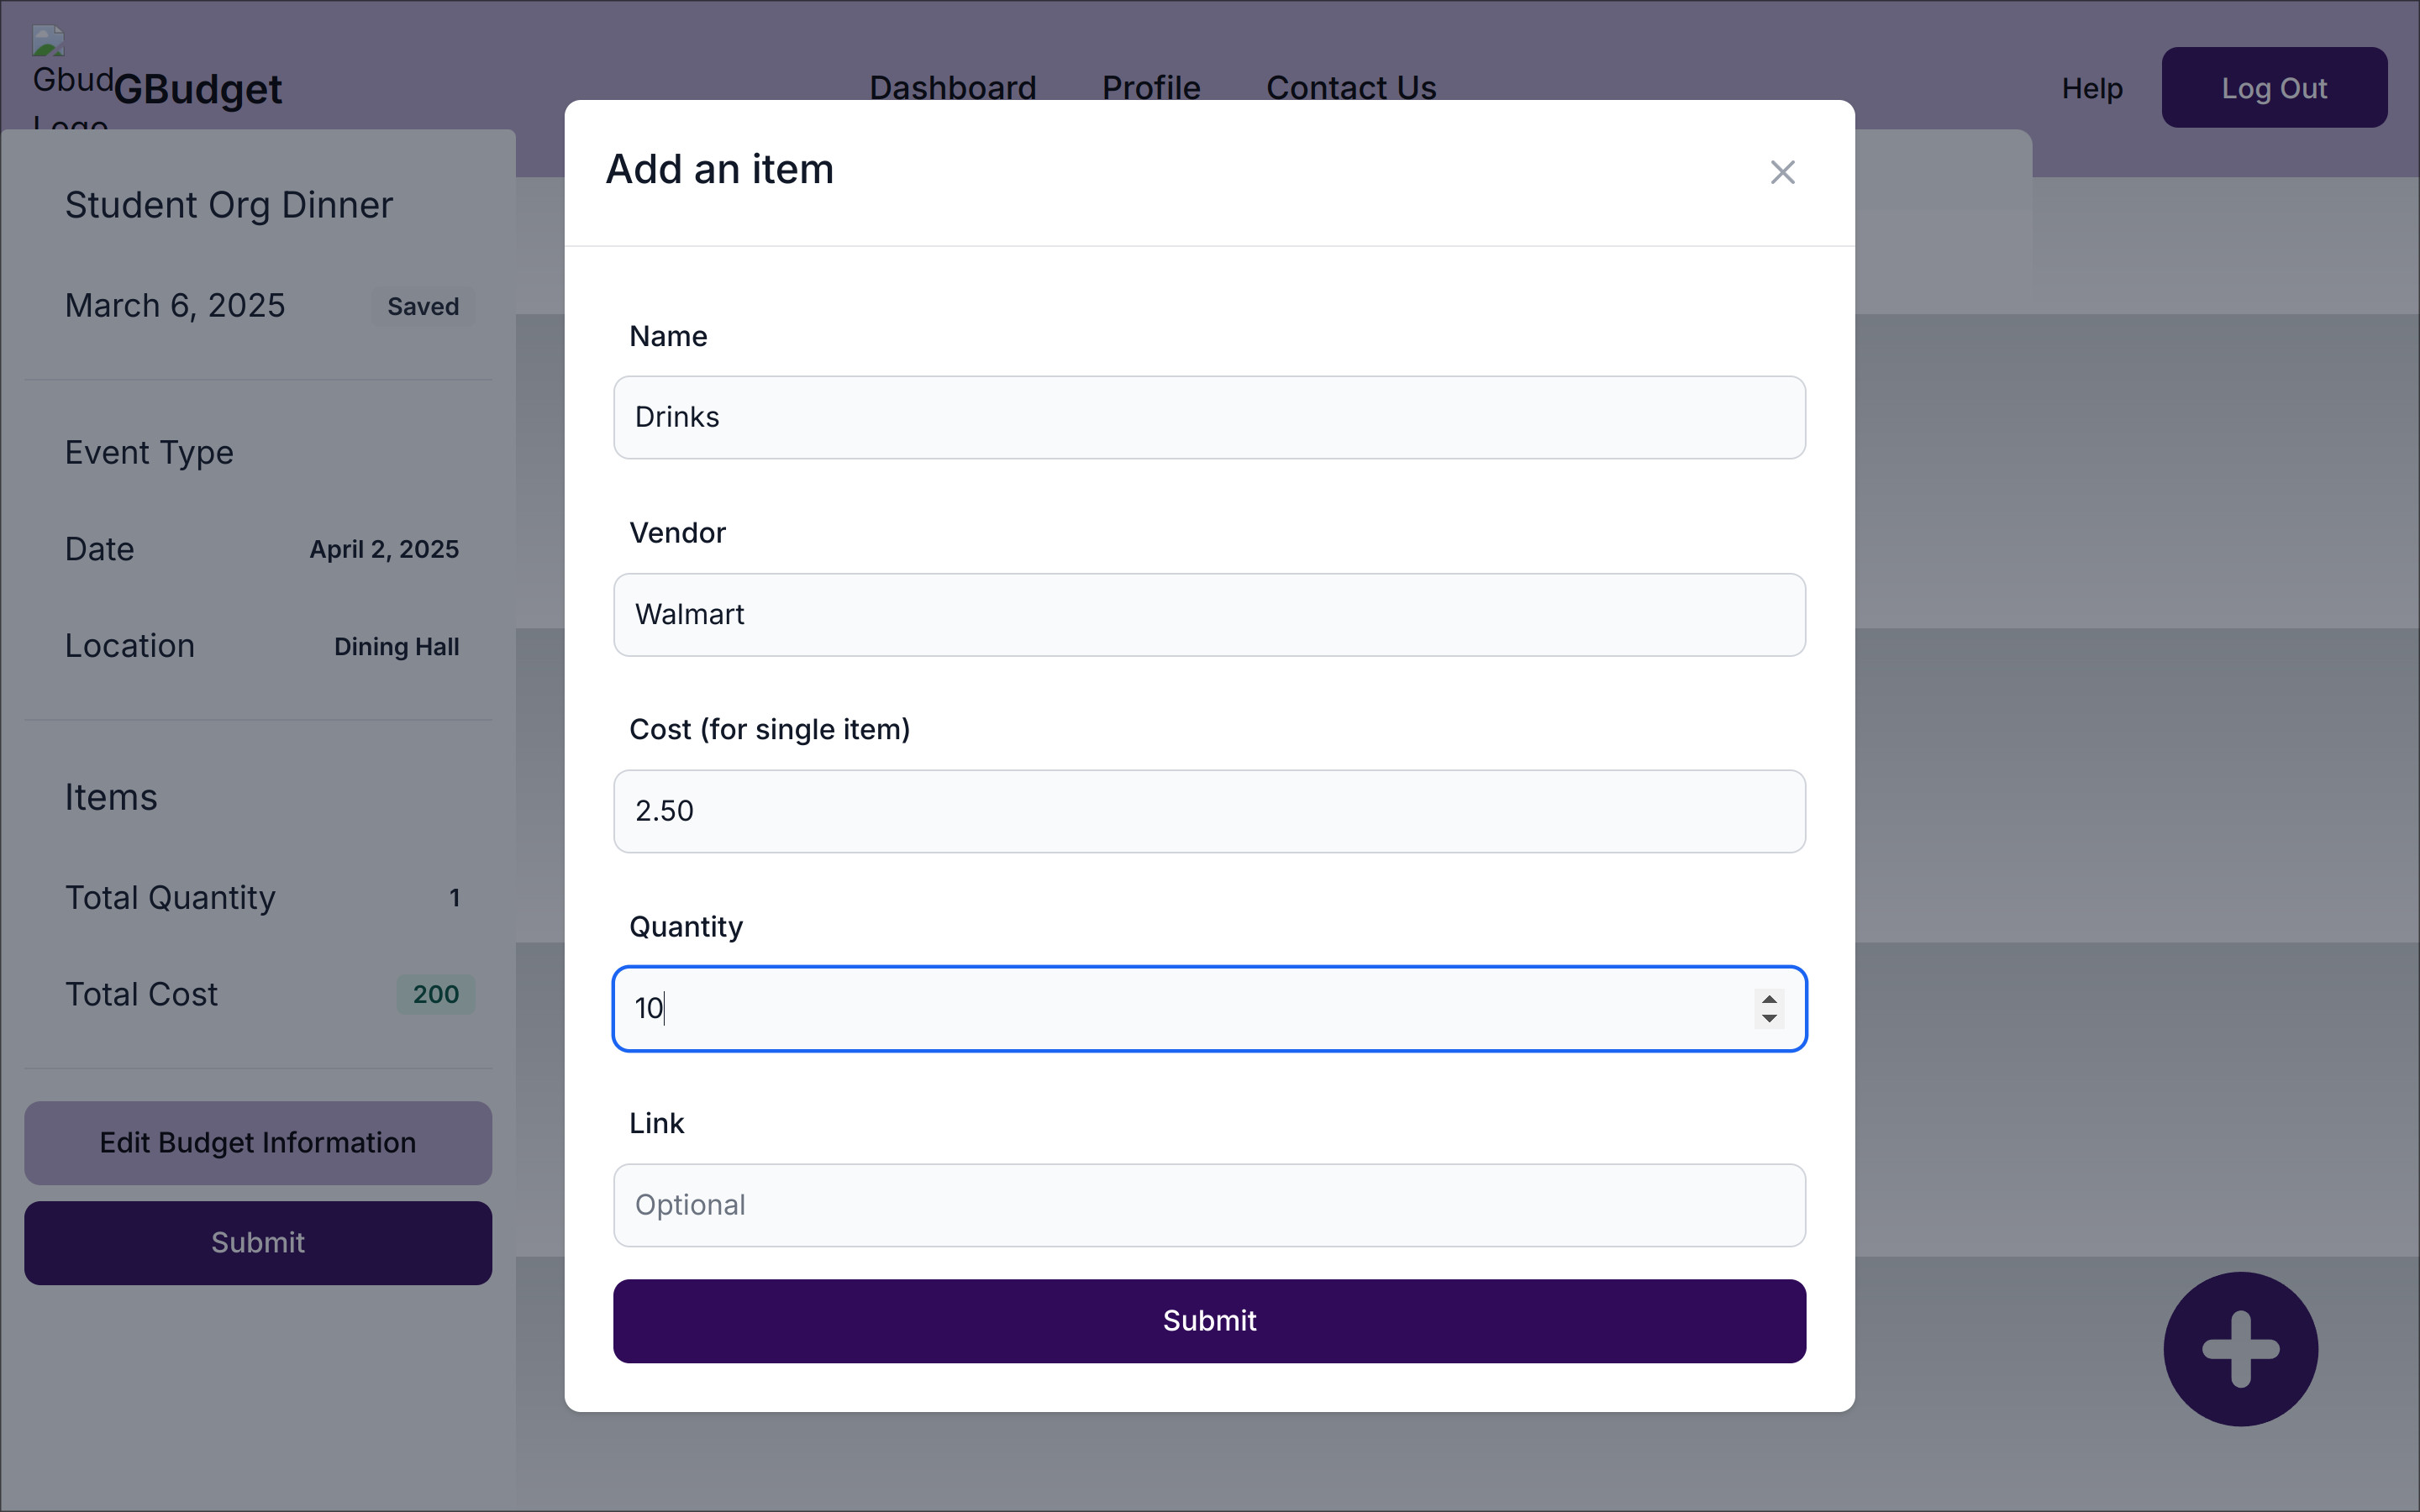 Gbud
Logo
GBudget
Dashboard
Profile
Contact Us
Help
Log Out
Student Org Dinner
March 6, 2025
Saved
Event Type
Date
April 2, 2025
Location
Dining Hall
Items
Total Quantity
1
Total Cost
200
Edit Budget Information
Submit
Add an item
Name
Drinks
Vendor
Walmart
Cost (for single item)
2.50
Quantity
10
Link
Optional
Submit